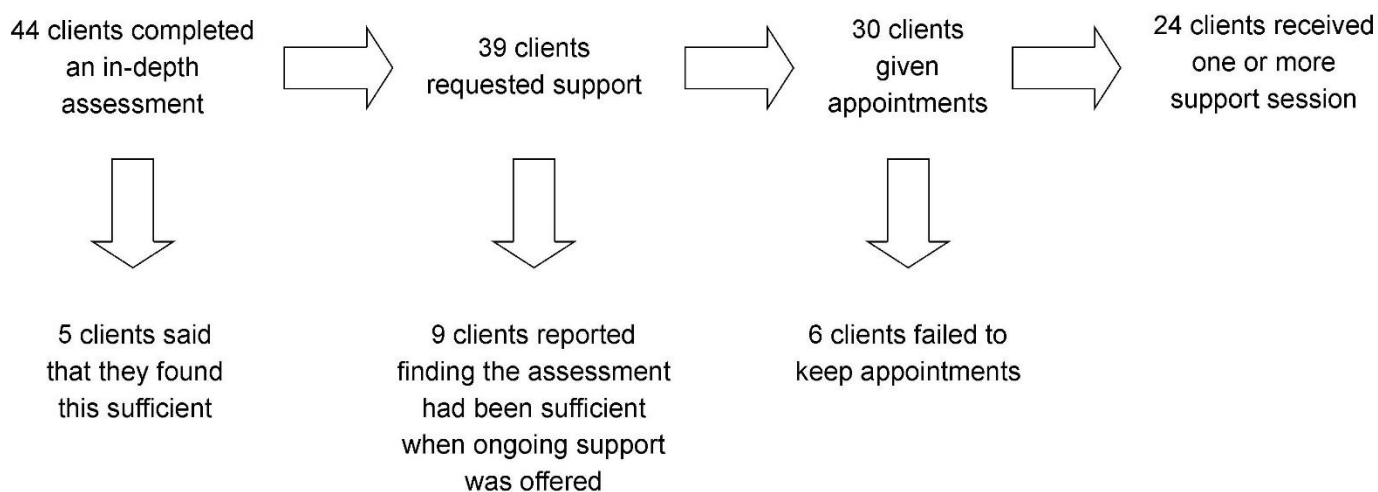 44 clients completed
an in-depth
assessment
39 clients
requested support
30 clients
given
appointments
24 clients received
one or more
support session
5 clients said
that they found
this sufficient
9 clients reported
finding the assessment
had been sufficient
when ongoing support
was offered
6 clients failed to
keep appointments